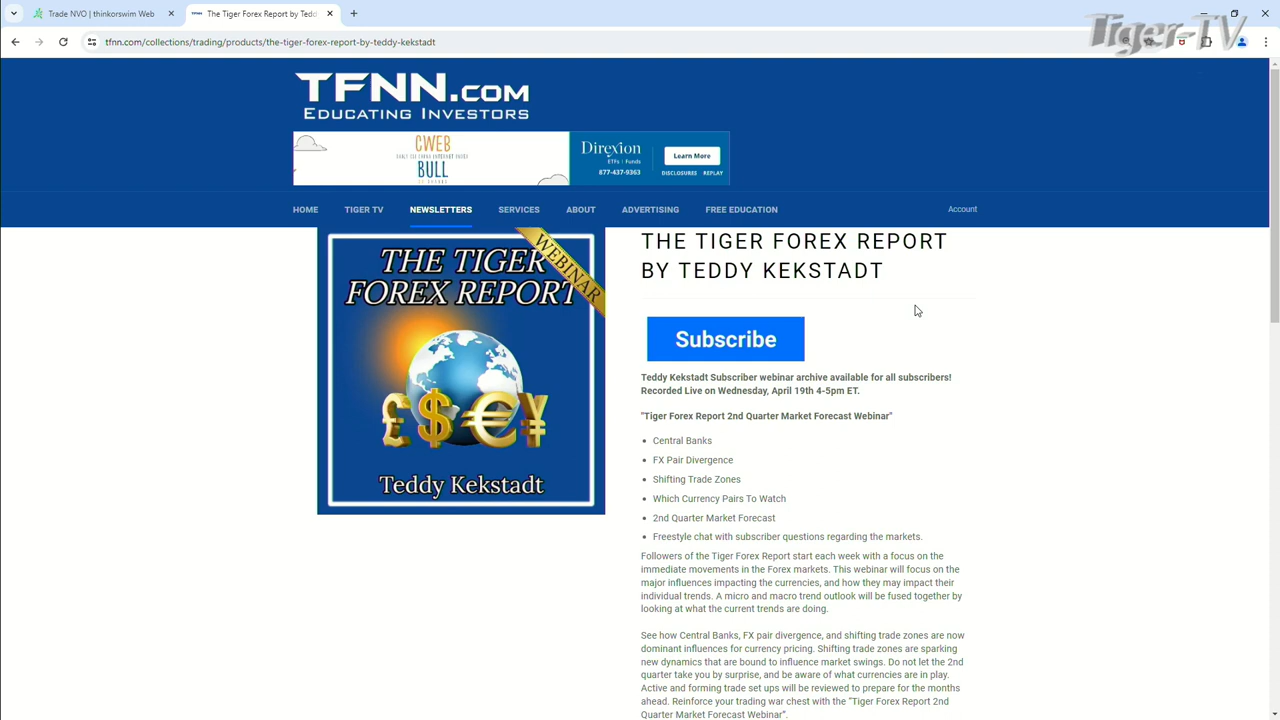 Trade NVO | thinkorswim Web
The Tiger Forex Report by Tedd
Tiger-TV
tfnn.com/collections/trading/products/the-tiger-forex-report-by-teddy-kekstadt
TFNN.COM
EDUCATING INVESTORS
CWEB
BULL
Direxion
ETFs | Funds
877-437-9363
Learn More
DISCLOSURES REPLAY
HOME TIGER TV NEWSLETTERS SERVICES ABOUT ADVERTISING FREE EDUCATION Account
WEBINAR
THE TIGER
FOREX REPORT
Teddy Kekstadt
THE TIGER FOREX REPORT
BY TEDDY KEKSTADT
Subscribe
Teddy Kekstadt Subscriber webinar archive available for all subscribers!
Recorded Live on Wednesday, April 19th 4-5pm ET.
"Tiger Forex Report 2nd Quarter Market Forecast Webinar"
• Central Banks
• FX Pair Divergence
• Shifting Trade Zones
• Which Currency Pairs To Watch
• 2nd Quarter Market Forecast
• Freestyle chat with subscriber questions regarding the markets.
Followers of the Tiger Forex Report start each week with a focus on the
immediate movements in the Forex markets. This webinar will focus on the
major influences impacting the currencies, and how they may impact their
individual trends. A micro and macro trend outlook will be fused together by
looking at what the current trends are doing.
See how Central Banks, FX pair divergence, and shifting trade zones are now
dominant influences for currency pricing. Shifting trade zones are sparking
new dynamics that are bound to influence market swings. Do not let the 2nd
quarter take you by surprise, and be aware of what currencies are in play.
Active and forming trade set ups will be reviewed to prepare for the months
ahead. Reinforce your trading war chest with the "Tiger Forex Report 2nd
Quarter Market Forecast Webinar".